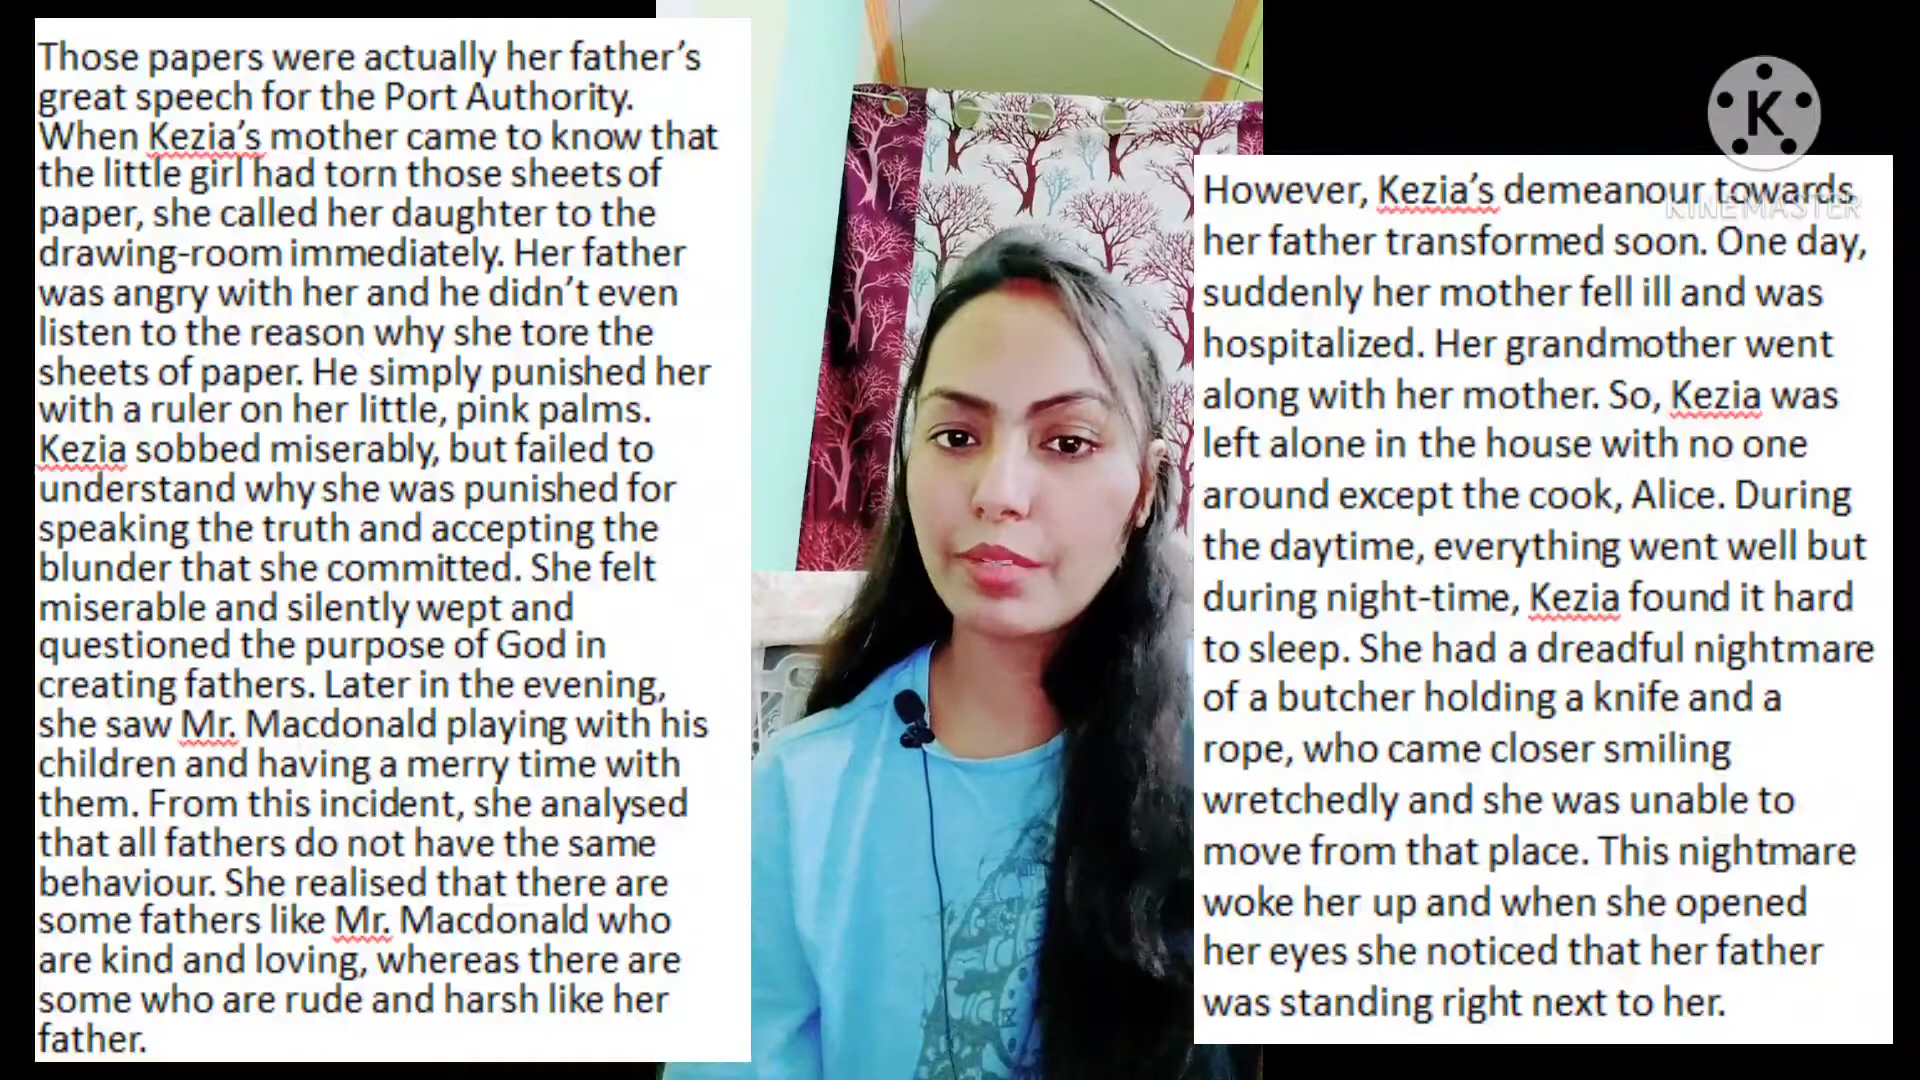 Those papers were actually her father's
great speech for the Port Authority.
When Kezia's mother came to know that
the little girl had torn those sheets of
paper, she called her daughter to the
drawing-room immediately. Her father
was angry with her and he didn't even
listen to the reason why she tore the
sheets of paper. He simply punished her
with a ruler on her little, pink palms.
Kezia sobbed miserably, but failed to
understand why she was punished for
speaking the truth and accepting the
blunder that she committed. She felt
miserable and silently wept and
questioned the purpose of God in
creating fathers. Later in the evening,
she saw Mr. Macdonald playing with his
children and having a merry time with
them. From this incident, she analysed
that all fathers do not have the same
behaviour. She realised that there are
some fathers like Mr. Macdonald who
are kind and loving, whereas there are
some who are rude and harsh like her
father.
K
KINEMASTER
However, Kezia's demeanour towards
her father transformed soon. One day,
suddenly her mother fell ill and was
hospitalized. Her grandmother went
along with her mother. So, Kezia was
left alone in the house with no one
around except the cook, Alice. During
the daytime, everything went well but
during night-time, Kezia found it hard
to sleep. She had a dreadful nightmare
of a butcher holding a knife and a
rope, who came closer smiling
wretchedly and she was unable to
move from that place. This nightmare
woke her up and when she opened
her eyes she noticed that her father
was standing right next to her.